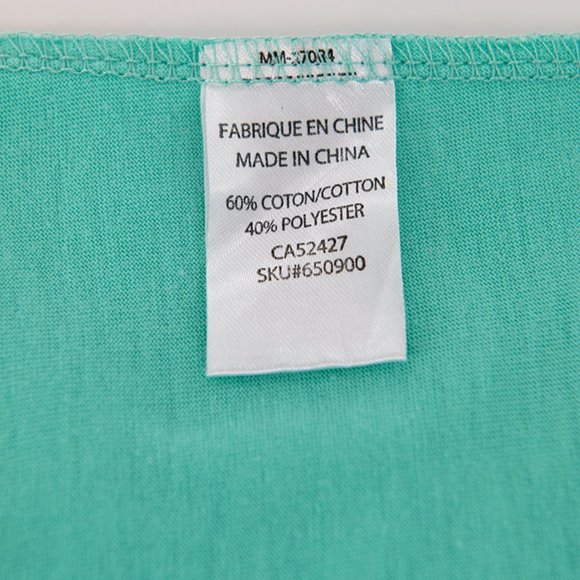 FABRIQUE EN CHINE
MADE IN CHINA
60% COTON/COTTON
40% POLYESTER
CA52427
SKU#650900